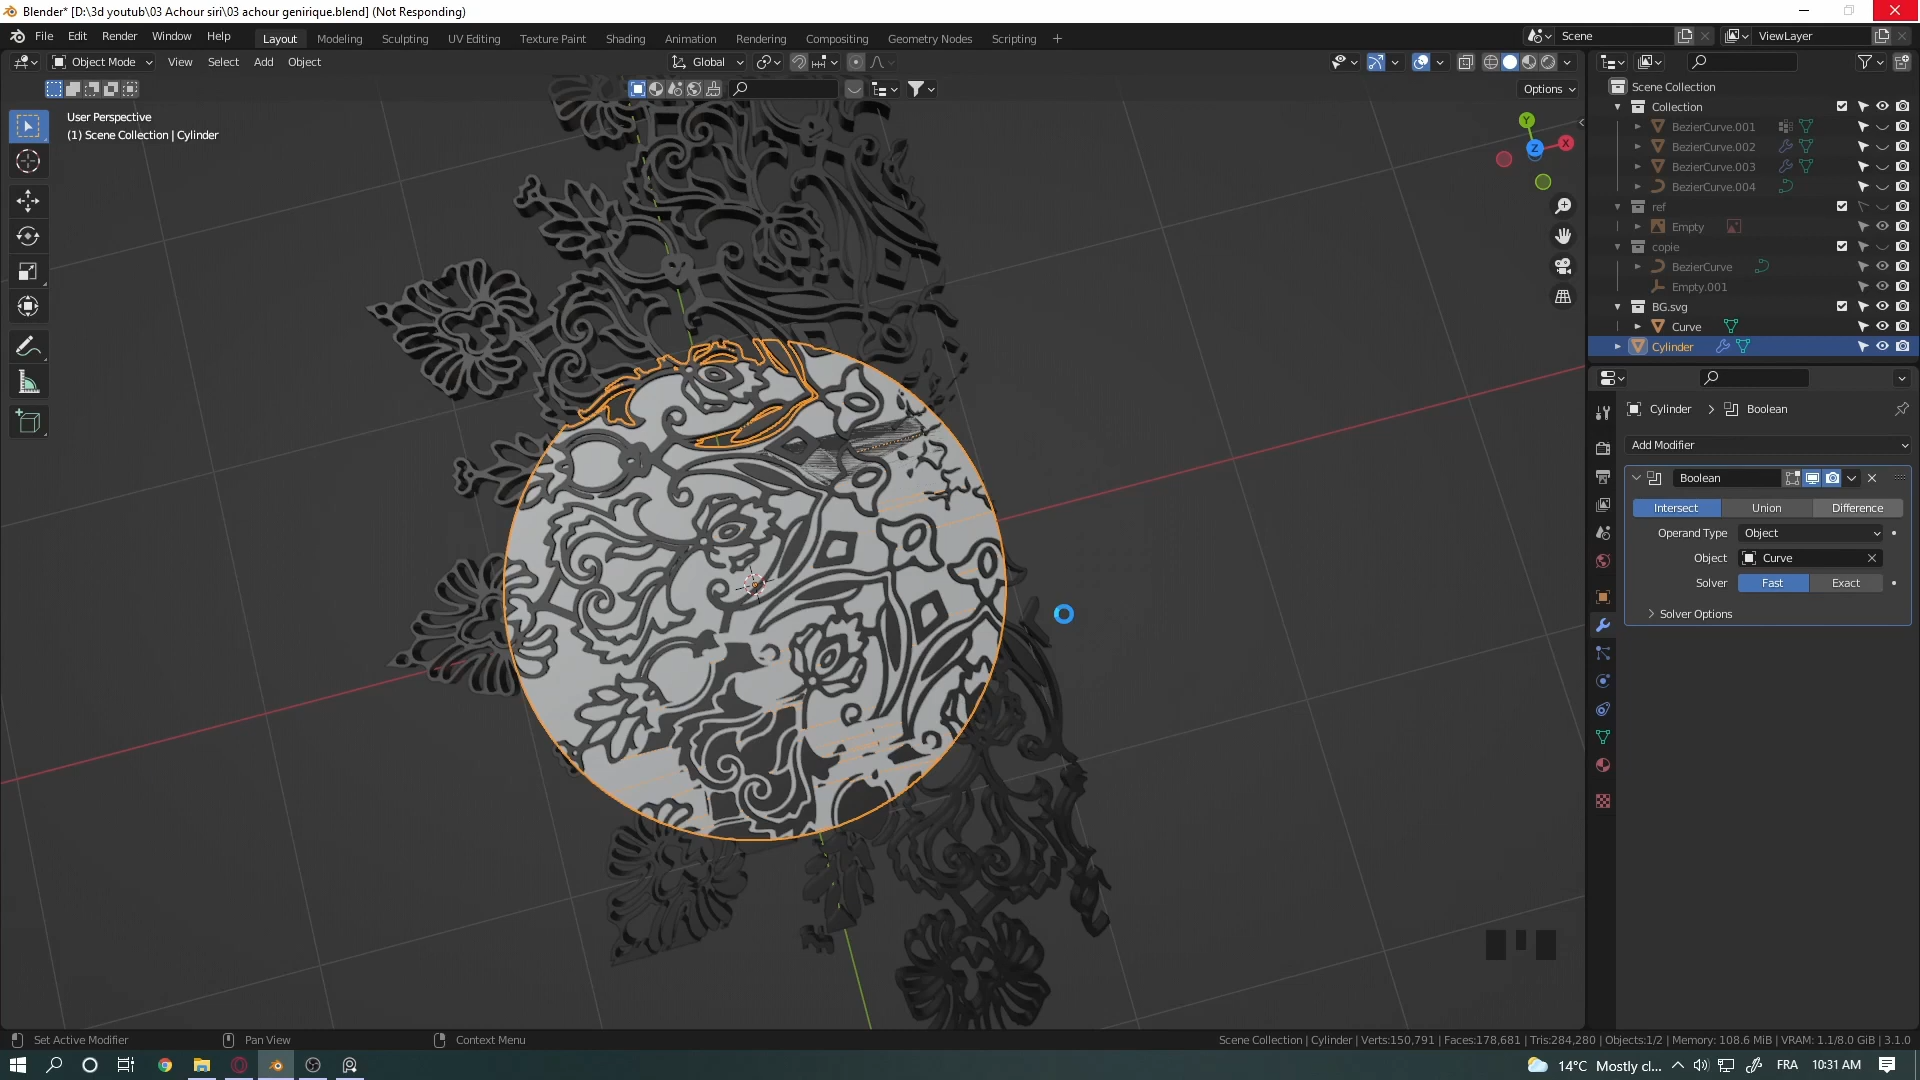 Blender* [D:\3d youtub\03 Achour siri\03 achour genirique.blend] (Not Responding)
File Edit Render Window Help Layout Modeling Sculpting UV Editing Texture Paint Shading Animation Rendering Compositing Geometry Nodes Scripting + Scene ViewLayer
Object Mode View Select Add Object Global
Options
User Perspective
(1) Scene Collection | Cylinder
Y
X
Z
Scene Collection
Collection
BezierCurve.001
BezierCurve.002
BezierCurve.003
BezierCurve.004
ref
Empty
copie
BezierCurve
Empty.001
BG.svg
Curve
Cylinder
Cylinder > Boolean
Add Modifier
Boolean
Intersect Union Difference
Operand Type Object
Object Curve
Solver Fast Exact
Solver Options
Set Active Modifier Pan View Context Menu
Scene Collection | Cylinder | Verts:150,791 | Faces:178,681 | Tris:284,280 | Objects:1/2 | Memory: 108.6 MiB | VRAM: 1.1/8.0 GiB | 3.1.0
14°C Mostly cl... FRA 10:31 AM